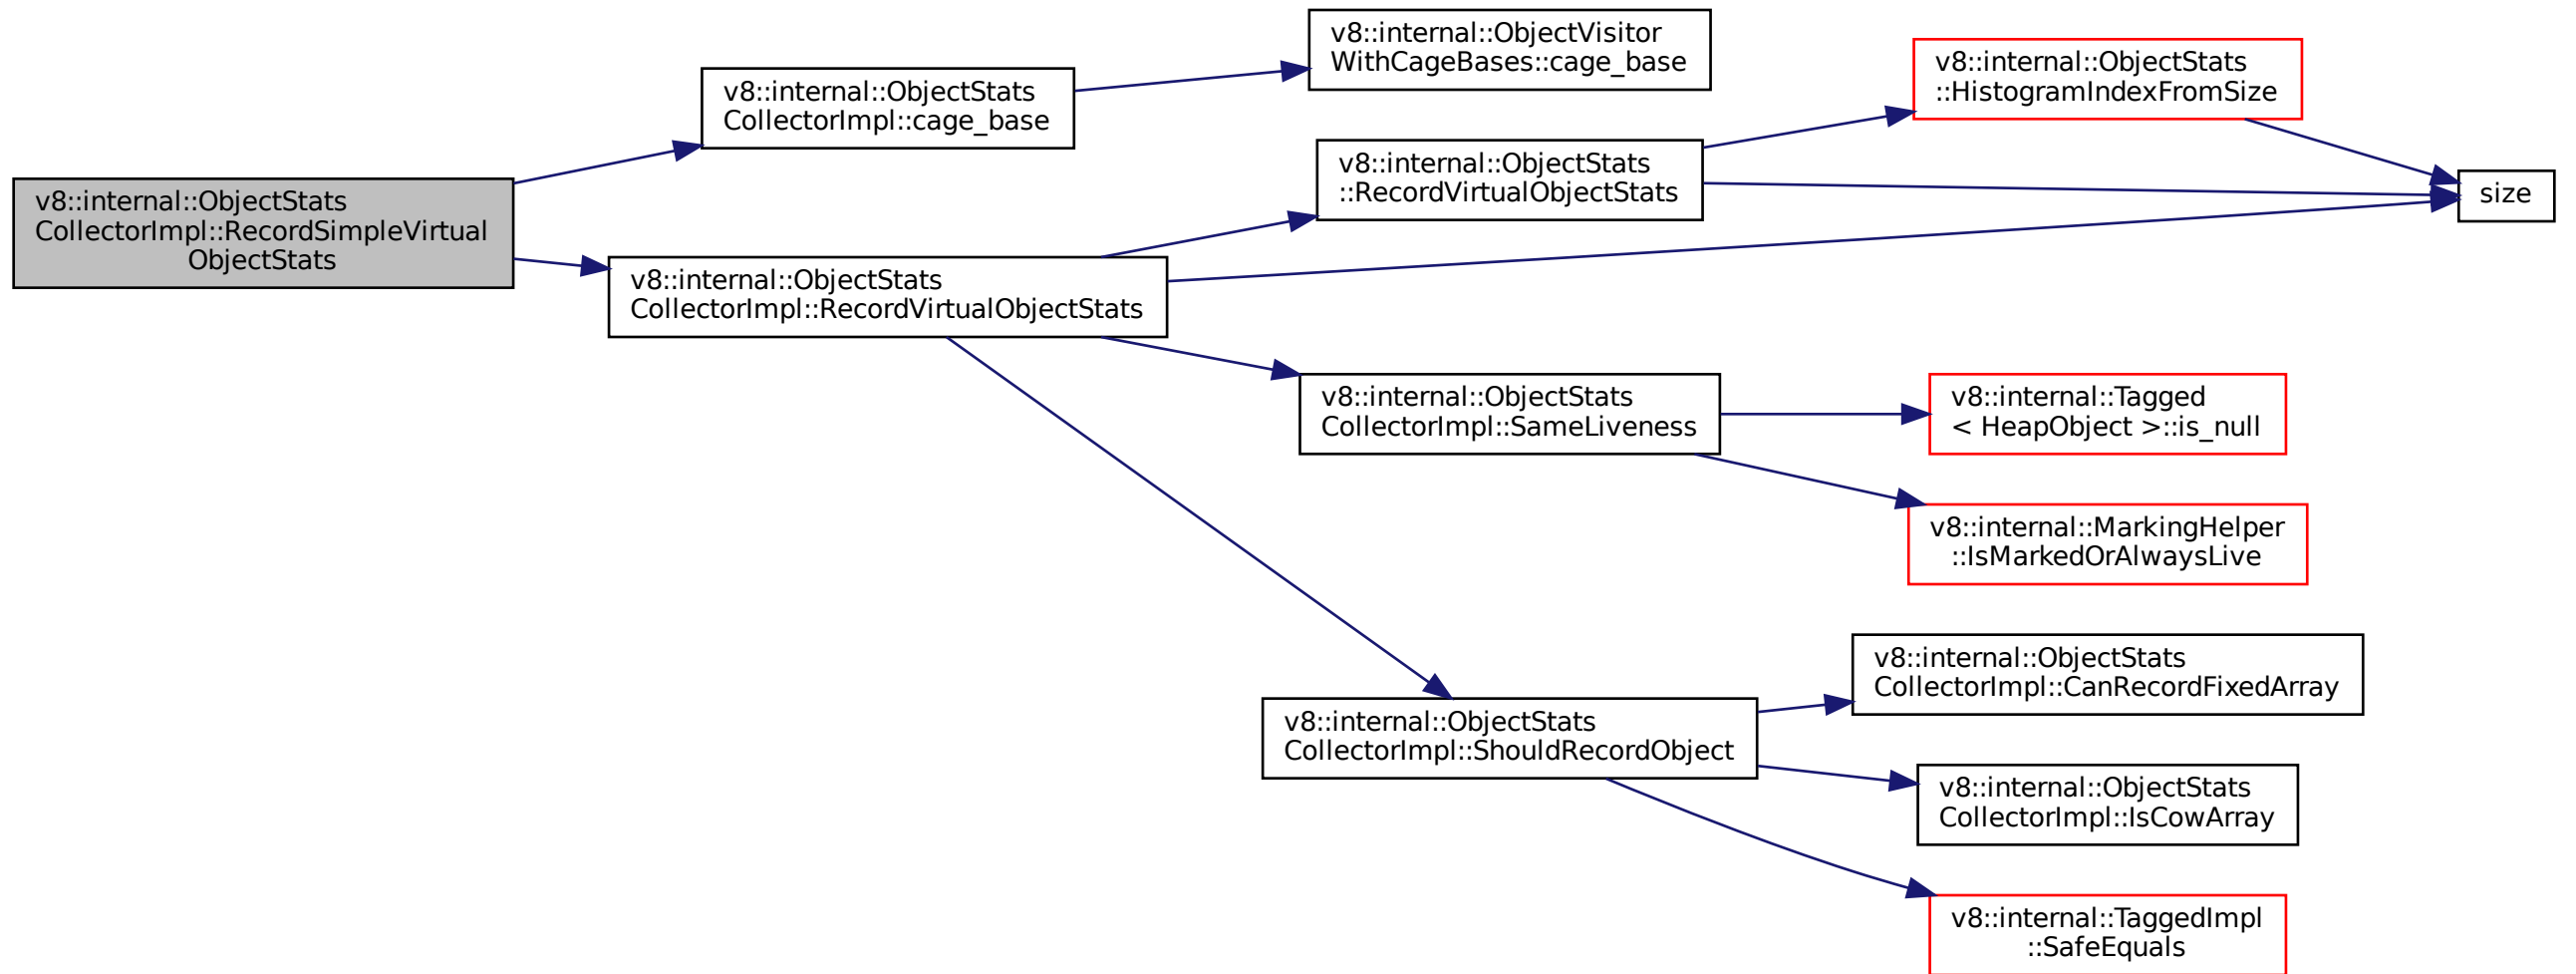 v8::internal::ObjectStats
CollectorImpl::RecordSimpleVirtual
ObjectStats
v8::internal::ObjectStats
CollectorImpl::cage_base
v8::internal::ObjectVisitor
WithCageBases::cage_base
v8::internal::ObjectStats
CollectorImpl::RecordVirtualObjectStats
v8::internal::ObjectStats
::RecordVirtualObjectStats
v8::internal::ObjectStats
::HistogramIndexFromSize
size
v8::internal::ObjectStats
CollectorImpl::SameLiveness
v8::internal::Tagged
< HeapObject >::is_null
v8::internal::MarkingHelper
::IsMarkedOrAlwaysLive
v8::internal::ObjectStats
CollectorImpl::ShouldRecordObject
v8::internal::ObjectStats
CollectorImpl::CanRecordFixedArray
v8::internal::ObjectStats
CollectorImpl::IsCowArray
v8::internal::TaggedImpl
::SafeEquals